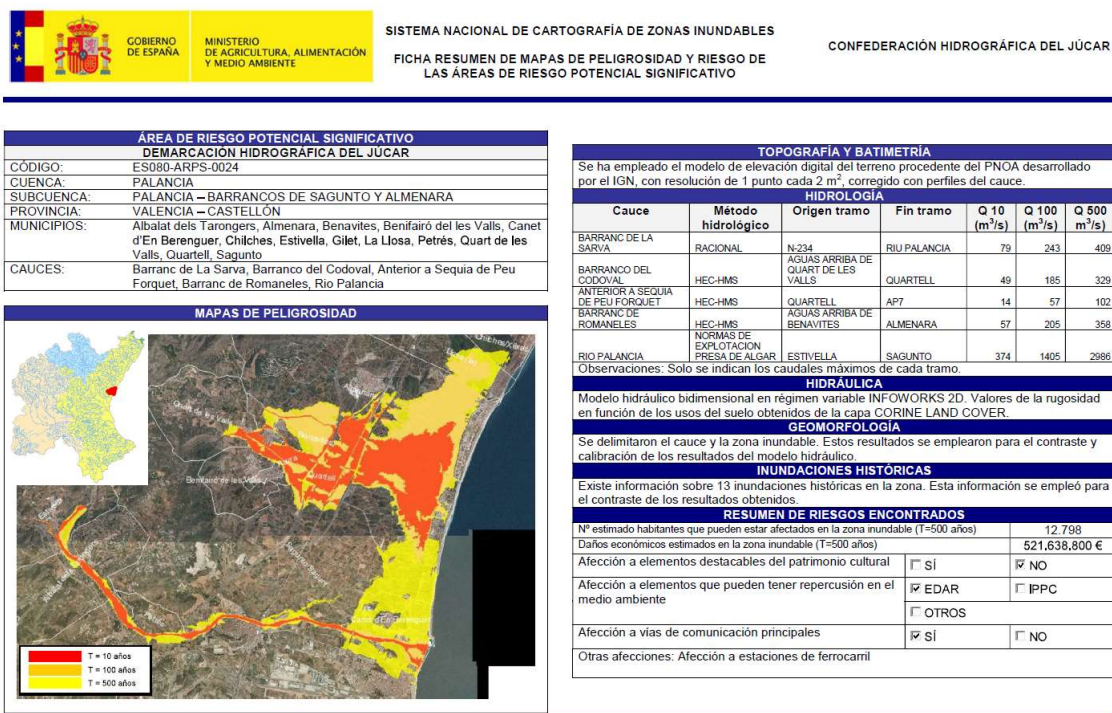 GOBIERNO
DE ESPAÑA
MINISTERIO
DE AGRICULTURA, ALIMENTACIÓN
Y MEDIO AMBIENTE
SISTEMA NACIONAL DE CARTOGRAFÍA DE ZONAS INUNDABLES
FICHA RESUMEN DE MAPAS DE PELIGROSIDAD Y RIESGO DE
LAS ÁREAS DE RIESGO POTENCIAL SIGNIFICATIVO
CONFEDERACIÓN HIDROGRÁFICA DEL JÚCAR
ÁREA DE RIESGO POTENCIAL SIGNIFICATIVO
DEMARCACIÓN HIDROGRÁFICA DEL JÚCAR
CÓDIGO: ES080-ARPS-0024
CUENCA: PALANCIA
SUBCUENCA: PALANCIA – BARRANCOS DE SAGUNTO Y ALMENARA
PROVINCIA: VALENCIA – CASTELLÓN
MUNICIPIOS: Albalat dels Tarongers, Almenara, Benavites, Benifairó del les Valls, Canet
d'En Berenguer, Chilches, Estivella, Gilet, La Llosa, Petrés, Quart de les
Valls, Quartell, Sagunto
CAUCES: Barranc de La Sarva, Barranco del Codoval, Anterior a Sequia de Peu
Forquet, Barranc de Romaneles, Rio Palancia
MAPAS DE PELIGROSIDAD
Chilches/Xilxes
Quart de les Valls
Benifairó de les Valls
Quartell
T = 10 años
T = 100 años
T = 500 años
TOPOGRAFÍA Y BATIMETRÍA
Se ha empleado el modelo de elevación digital del terreno procedente del PNOA desarrollado
por el IGN, con resolución de 1 punto cada 2 m², corregido con perfiles del cauce.
HIDROLOGÍA
Cauce Método hidrológico Origen tramo Fin tramo Q 10 (m³/s) Q 100 (m³/s) Q 500 m³/s)
BARRANC DE LA SARVA RACIONAL N-234 RIU PALANCIA 79 243 409
BARRANCO DEL CODOVAL HEC-HMS AGUAS ARRIBA DE QUART DE LES VALLS QUARTELL 49 185 329
ANTERIOR A SEQUIA DE PEU FORQUET HEC-HMS QUARTELL AP7 14 57 102
BARRANC DE ROMANELES HEC-HMS AGUAS ARRIBA DE BENAVITES ALMENARA 57 205 358
RIO PALANCIA NORMAS DE EXPLOTACION PRESA DE ALGAR ESTIVELLA SAGUNTO 374 1405 2986
Observaciones: Solo se indican los caudales máximos de cada tramo.
HIDRÁULICA
Modelo hidráulico bidimensional en régimen variable INFOWORKS 2D. Valores de la rugosidad
en función de los usos del suelo obtenidos de la capa CORINE LAND COVER.
GEOMORFOLOGÍA
Se delimitaron el cauce y la zona inundable. Estos resultados se emplearon para el contraste y
calibración de los resultados del modelo hidráulico.
INUNDACIONES HISTÓRICAS
Existe información sobre 13 inundaciones históricas en la zona. Esta información se empleó para
el contraste de los resultados obtenidos.
RESUMEN DE RIESGOS ENCONTRADOS
Nº estimado habitantes que pueden estar afectados en la zona inundable (T=500 años) 12.798
Daños económicos estimados en la zona inundable (T=500 años) 521.638.800 €
Afección a elementos destacables del patrimonio cultural SÍ NO
Afección a elementos que pueden tener repercusión en el EDAR IPPC
medio ambiente
OTROS
Afección a vías de comunicación principales SÍ NO
Otras afecciones: Afección a estaciones de ferrocarril